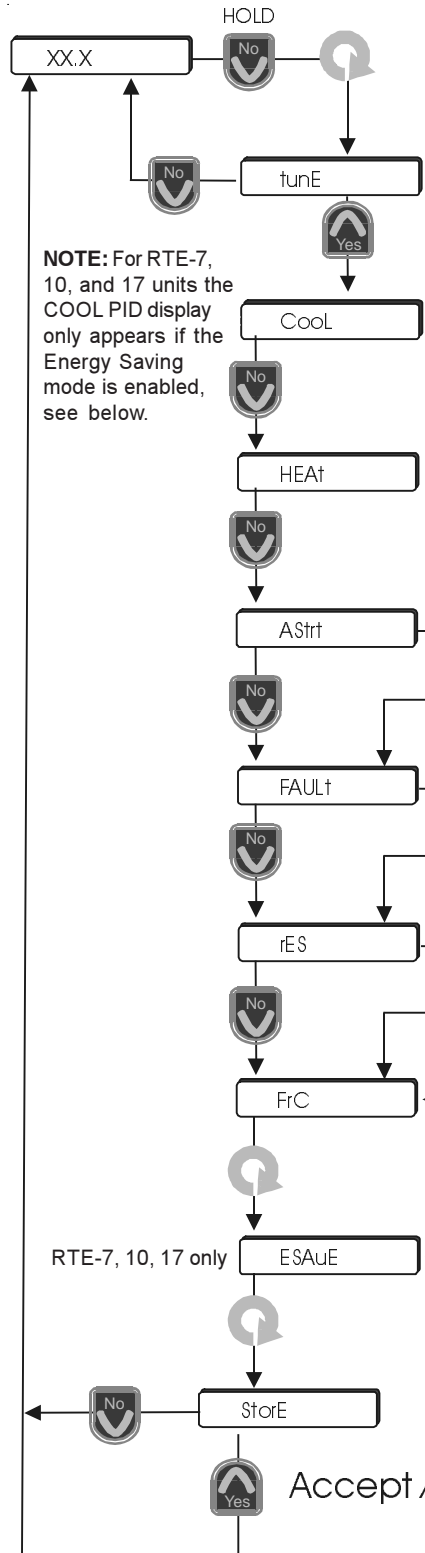 HOLD
XX.X
No
No
tunE
Yes
NOTE: For RTE-7,
10, and 17 units the
COOL PID display
only appears if the
Energy Saving
mode is enabled,
see below.
CooL
No
HEAt
No
AStrt
No
FAULt
No
rES
No
FrC
RTE-7, 10, 17 only
ESAuE
No
StorE
Yes
Accept